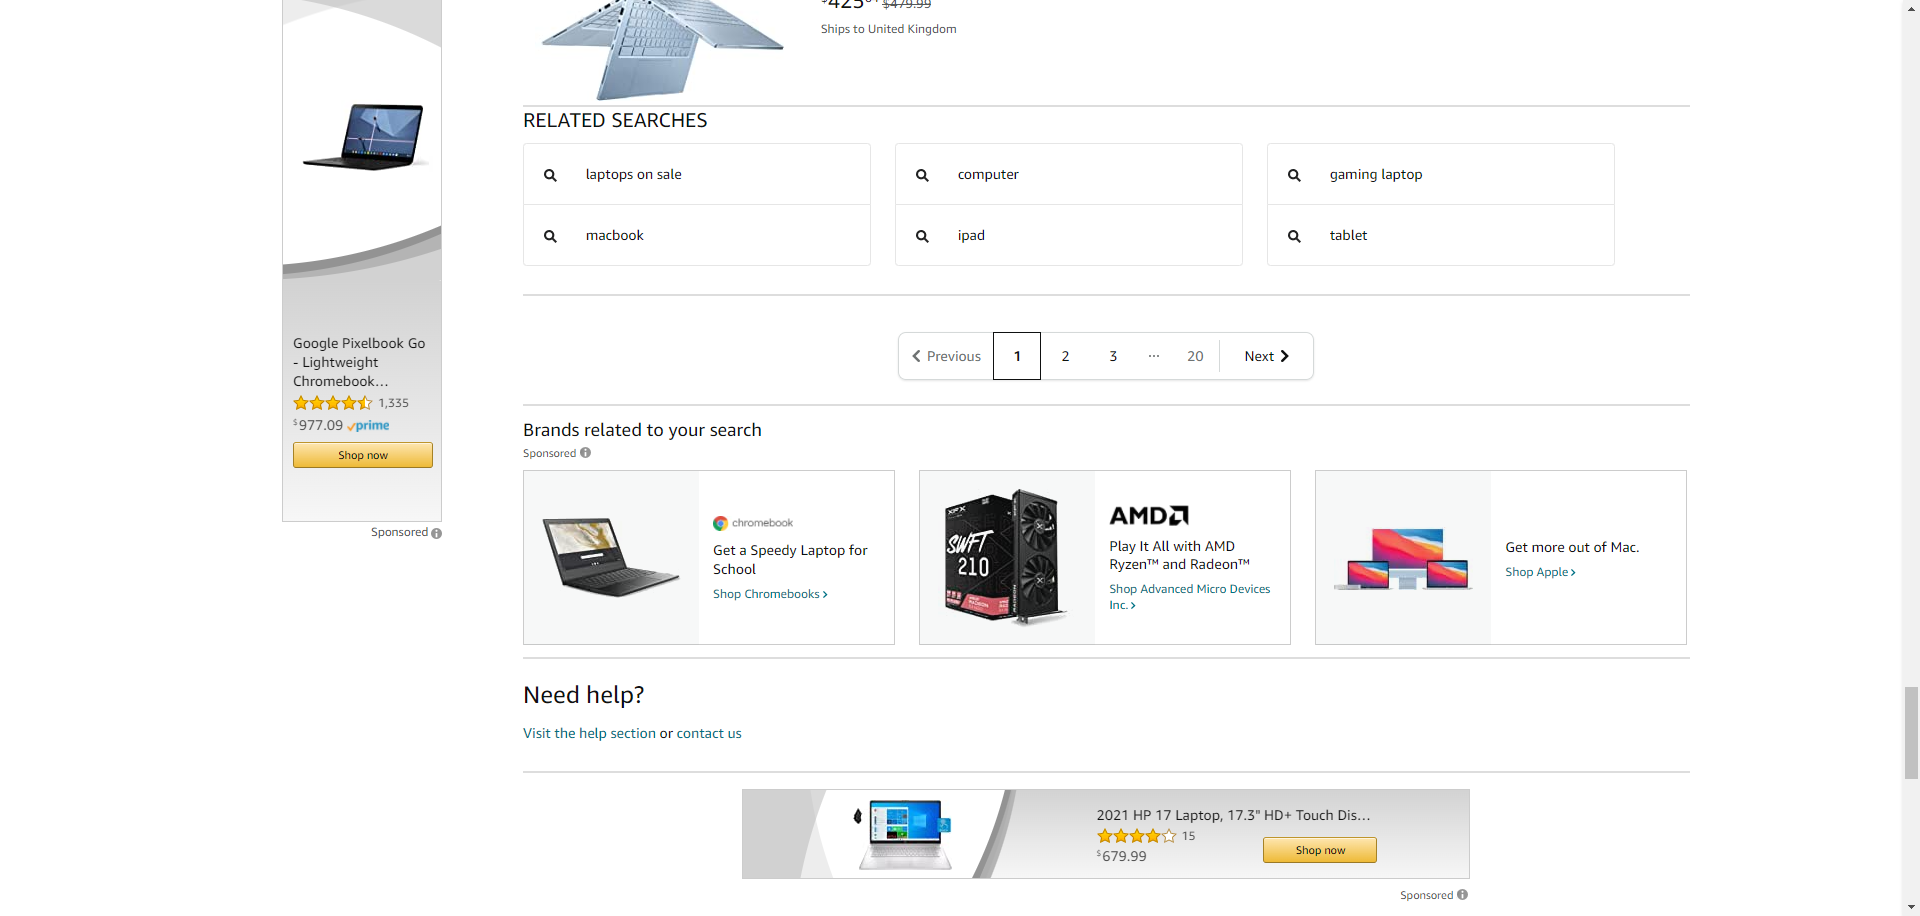 $479.99
Ships to United Kingdom
RELATED SEARCHES
laptops on sale
computer
gaming laptop
macbook
ipad
tablet
Google Pixelbook Go
- Lightweight
Chromebook...
1,335
$977.09 prime
Shop now
Sponsored
Previous 1 2 3 ... 20 Next
Brands related to your search
Sponsored
chromebook
Get a Speedy Laptop for
School
Shop Chromebooks ›
XFX
SWFT
210
RADEON
AMD
Play It All with AMD
Ryzen™ and Radeon™
Shop Advanced Micro Devices
Inc. ›
Get more out of Mac.
Shop Apple ›
Need help?
Visit the help section or contact us
2021 HP 17 Laptop, 17.3" HD+ Touch Dis...
15
$679.99
Shop now
Sponsored